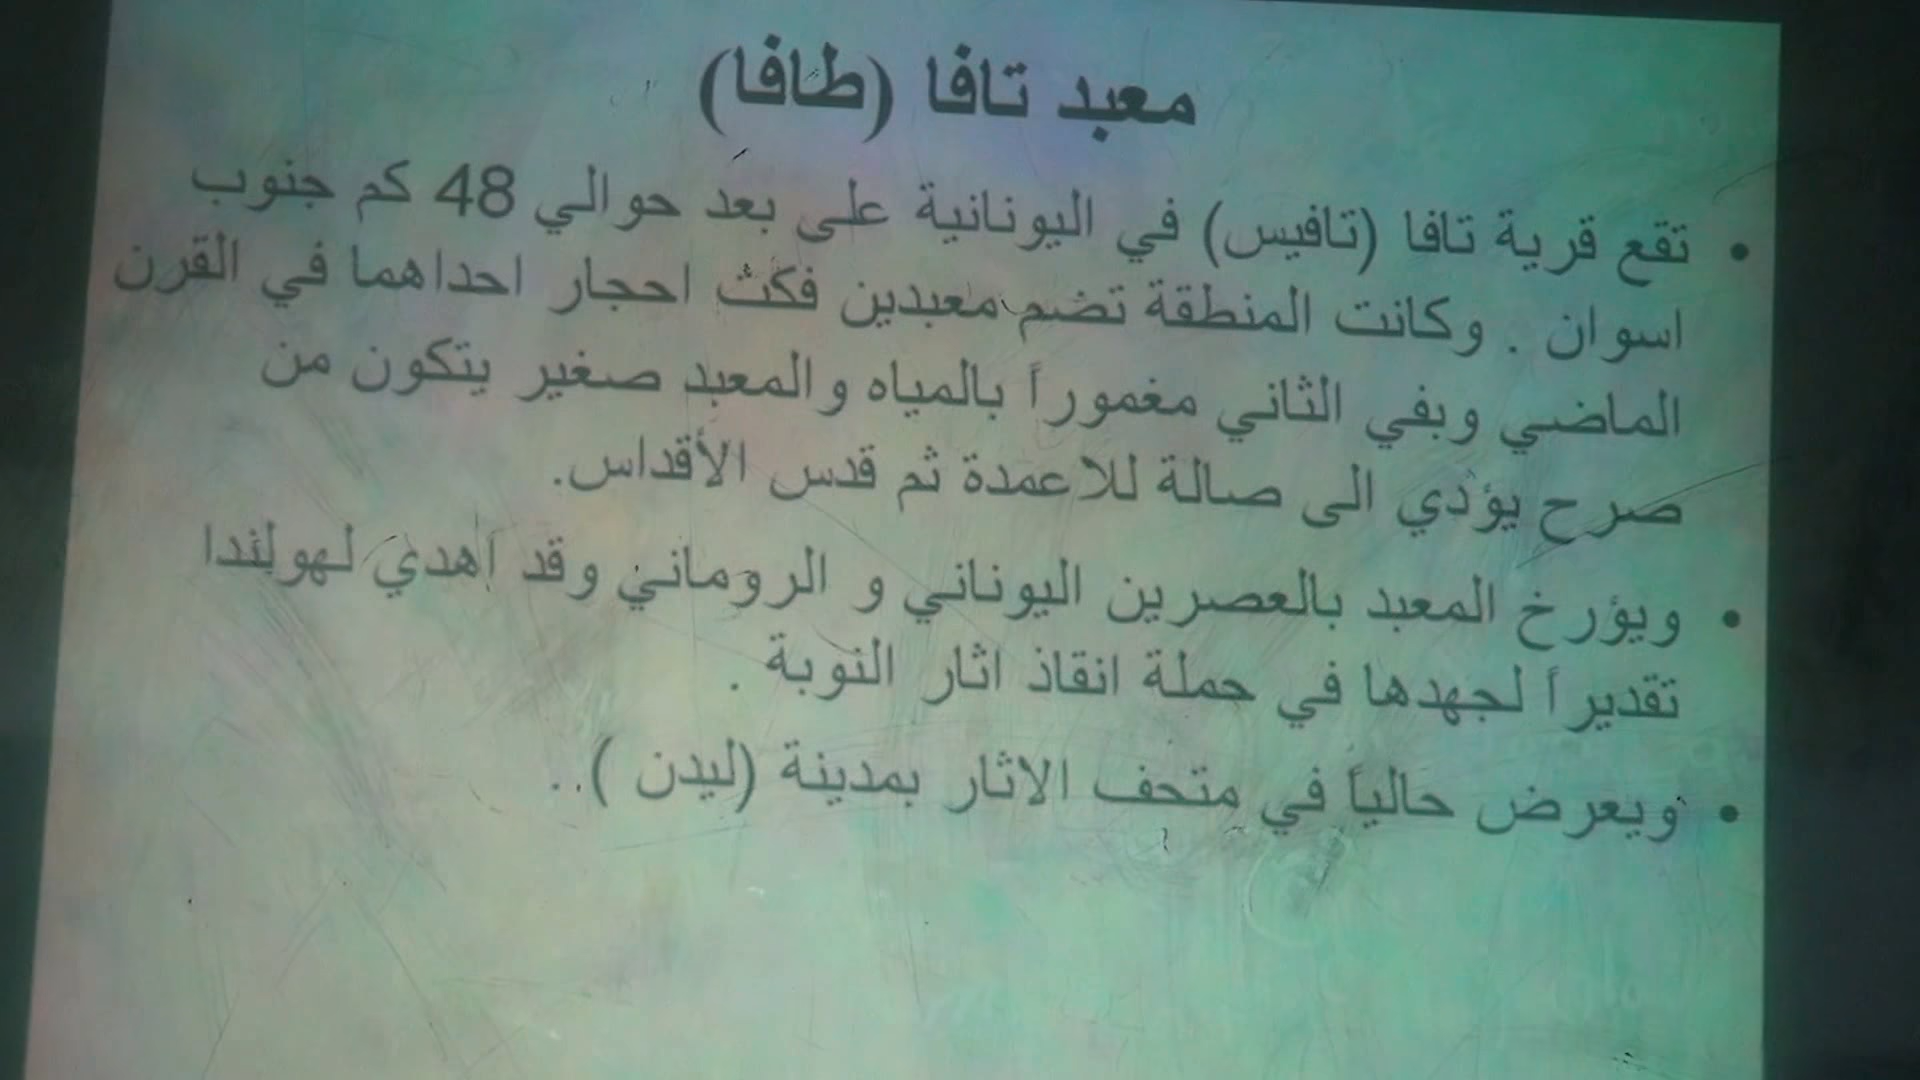 معبد تافا (طافا)
• تقع قرية تافا (تافيس) في اليونانية على بعد حوالي 48 كم جنوب
اسوان . وكانت المنطقة تضم معبدين فكت احجار احداهما في القرن
الماضي وبفي الثاني مغموراً بالمياه والمعبد صغير يتكون من
صرح يؤدي الى صالة للاعمدة ثم قدس الأقداس.
• ويؤرخ المعبد بالعصرين اليوناني و الروماني وقد اهدي لهولندا
تقديراً لجهدها في حملة انقاذ اثار النوبة .
• ويعرض حالياً في متحف الاثار بمدينة (ليدن )..